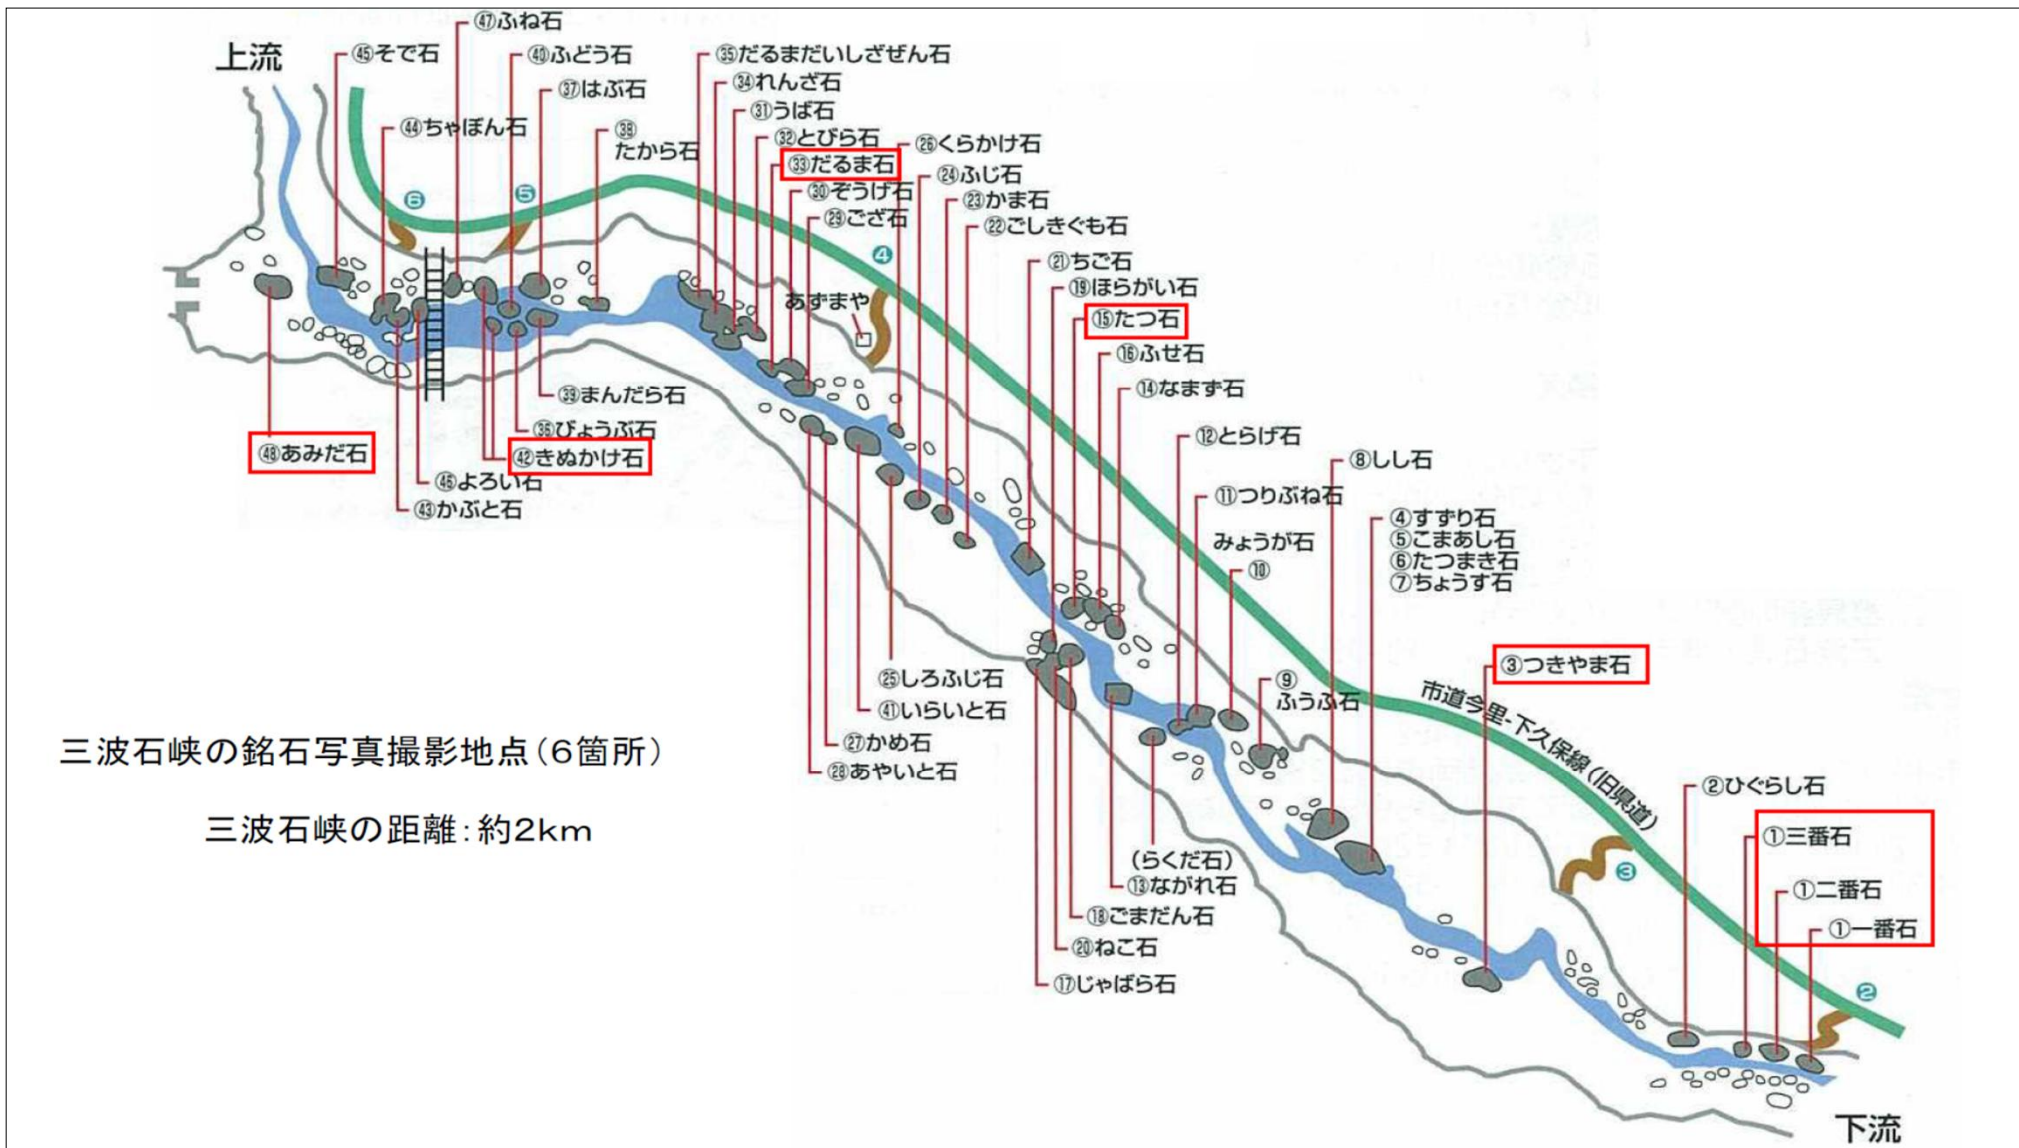 上流
㊼ふね石
㊺そで石
㊵ふどう石
㊲はぶ石
㊹ちゃぼん石
㊳
たから石
㉟だるまだいしざぜん石
㉞れんざ石
㉛うば石
㉜とびら石
㉝だるま石
㉚ぞうげ石
㉙ござ石
㉖くらかけ石
㉔ふじ石
㉓かま石
㉒ごしきぐも石
㉑ちご石
⑲ほらがい石
⑮たつ石
⑯ふせ石
⑭なまず石
⑫とらげ石
⑪つりぶね石
みょうが石
⑩
⑧しし石
④すずり石
⑤こまあし石
⑥たつまき石
⑦ちょうす石
③つきやま石
⑨
ふうふ石
②ひぐらし石
①三番石
①二番石
①一番石
❻
❺
❹
❸
❷
あずまや
市道今里-下久保線(旧県道)
㊴まんだら石
㊱びょうぶ石
㊷きぬかけ石
㊽あみだ石
㊻よろい石
㊸かぶと石
㉕しろふじ石
㊶いらいと石
㉗かめ石
㉘あやいと石
(らくだ石)
⑬ながれ石
⑱ごまだん石
⑳ねこ石
⑰じゃばら石
三波石峡の銘石写真撮影地点(6箇所)
三波石峡の距離:約2km
下流